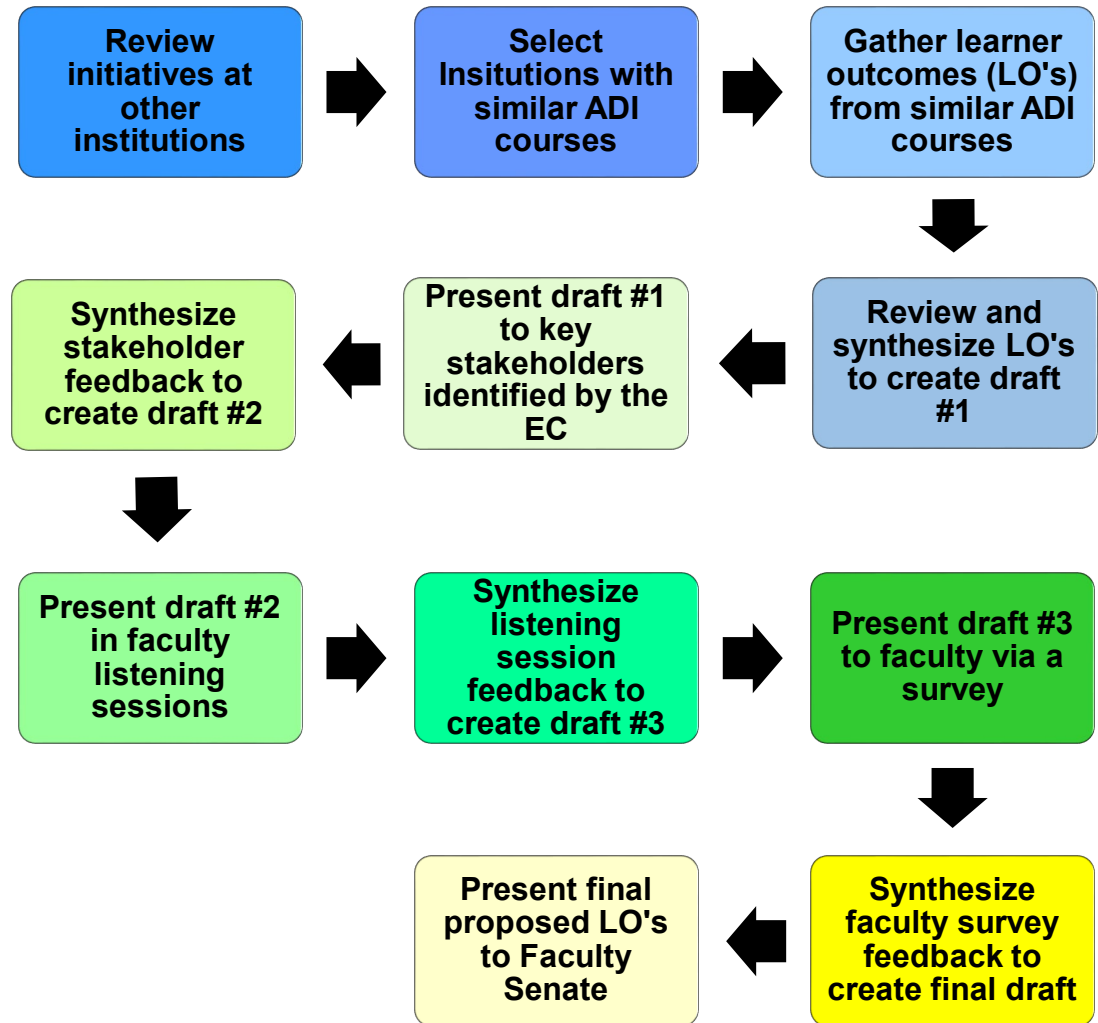 Review
initiatives at
other
institutions
Select
Insitutions with
similar ADI
courses
Gather learner
outcomes (LO's)
from similar ADI
courses
Review and
synthesize LO's
to create draft
#1
Present draft #1
to key
stakeholders
identified by the
EC
Synthesize
stakeholder
feedback to
create draft #2
Present draft #2
in faculty
listening
sessions
Synthesize
listening
session
feedback to
create draft #3
Present draft #3
to faculty via a
survey
Synthesize
faculty survey
feedback to
create final draft
Present final
proposed LO's
to Faculty
Senate